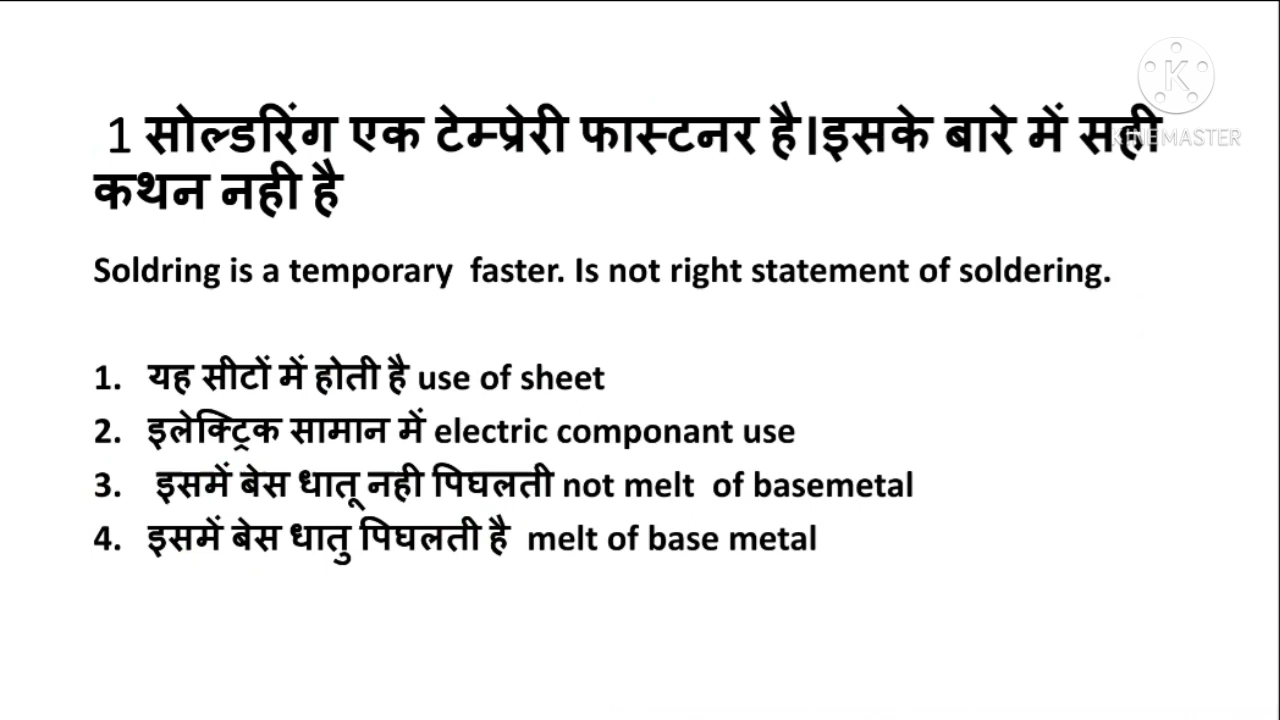 K
KINEMASTER
1 सोल्डरिंग एक टेम्प्रेरी फास्टनर है।इसके बारे में सही
कथन नही है
Soldring is a temporary  faster. Is not right statement of soldering.
1. यह सीटों में होती है use of sheet
2. इलेक्ट्रिक सामान में electric componant use
3. इसमें बेस धातू नही पिघलती not melt  of basemetal
4. इसमें बेस धातु पिघलती है  melt of base metal